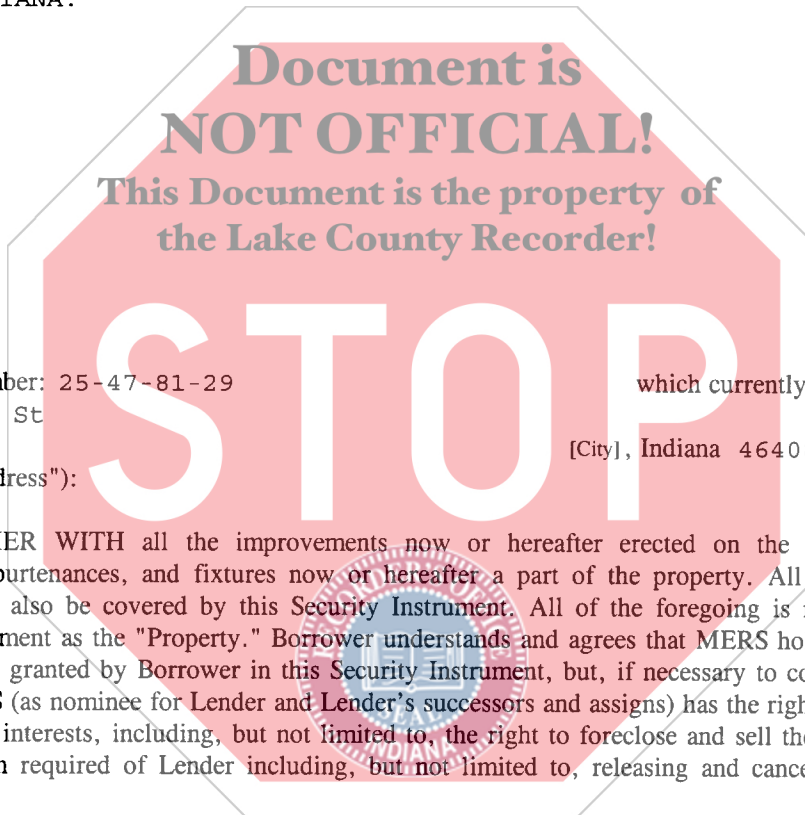 Document is
NOT OFFICIAL!
This Document is the property of
the Lake County Recorder!
STOP
ber: 25-47-81-29 which currently
St
[City], Indiana 4640
dress"):
ER WITH all the improvements now or hereafter erected on the
purtenances, and fixtures now or hereafter a part of the property. All
also be covered by this Security Instrument. All of the foregoing is
ment as the "Property." Borrower understands and agrees that MERS ho
granted by Borrower in this Security Instrument, but, if necessary to co
S (as nominee for Lender and Lender's successors and assigns) has the righ
interests, including, but not limited to, the right to foreclose and sell the
n required of Lender including, but not limited to, releasing and cance
RECORDER OFFICE
SEAL
INDIANA